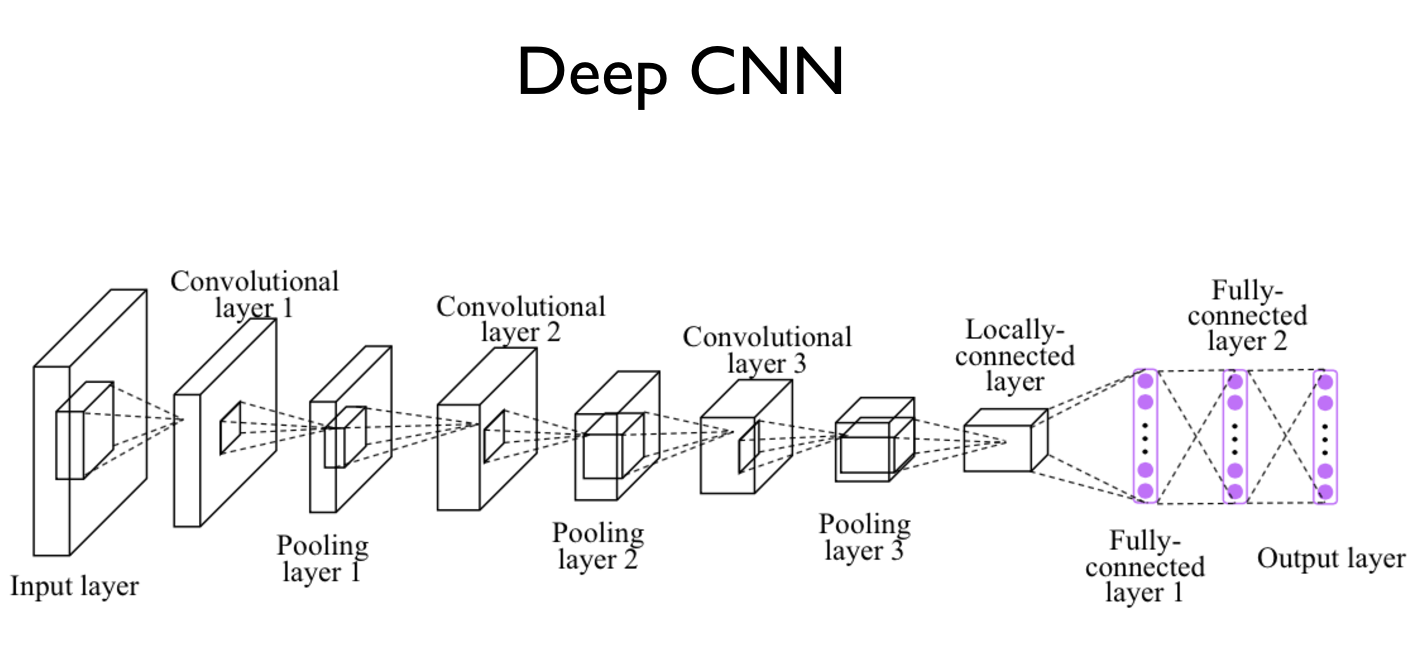 Deep CNN
Convolutional
layer 1
Convolutional
layer 2
Convolutional
layer 3
Locally-
connected
layer
Fully-
connected
layer 2
Input layer
Pooling
layer 1
Pooling
layer 2
Pooling
layer 3
Fully-
connected
layer 1
Output layer